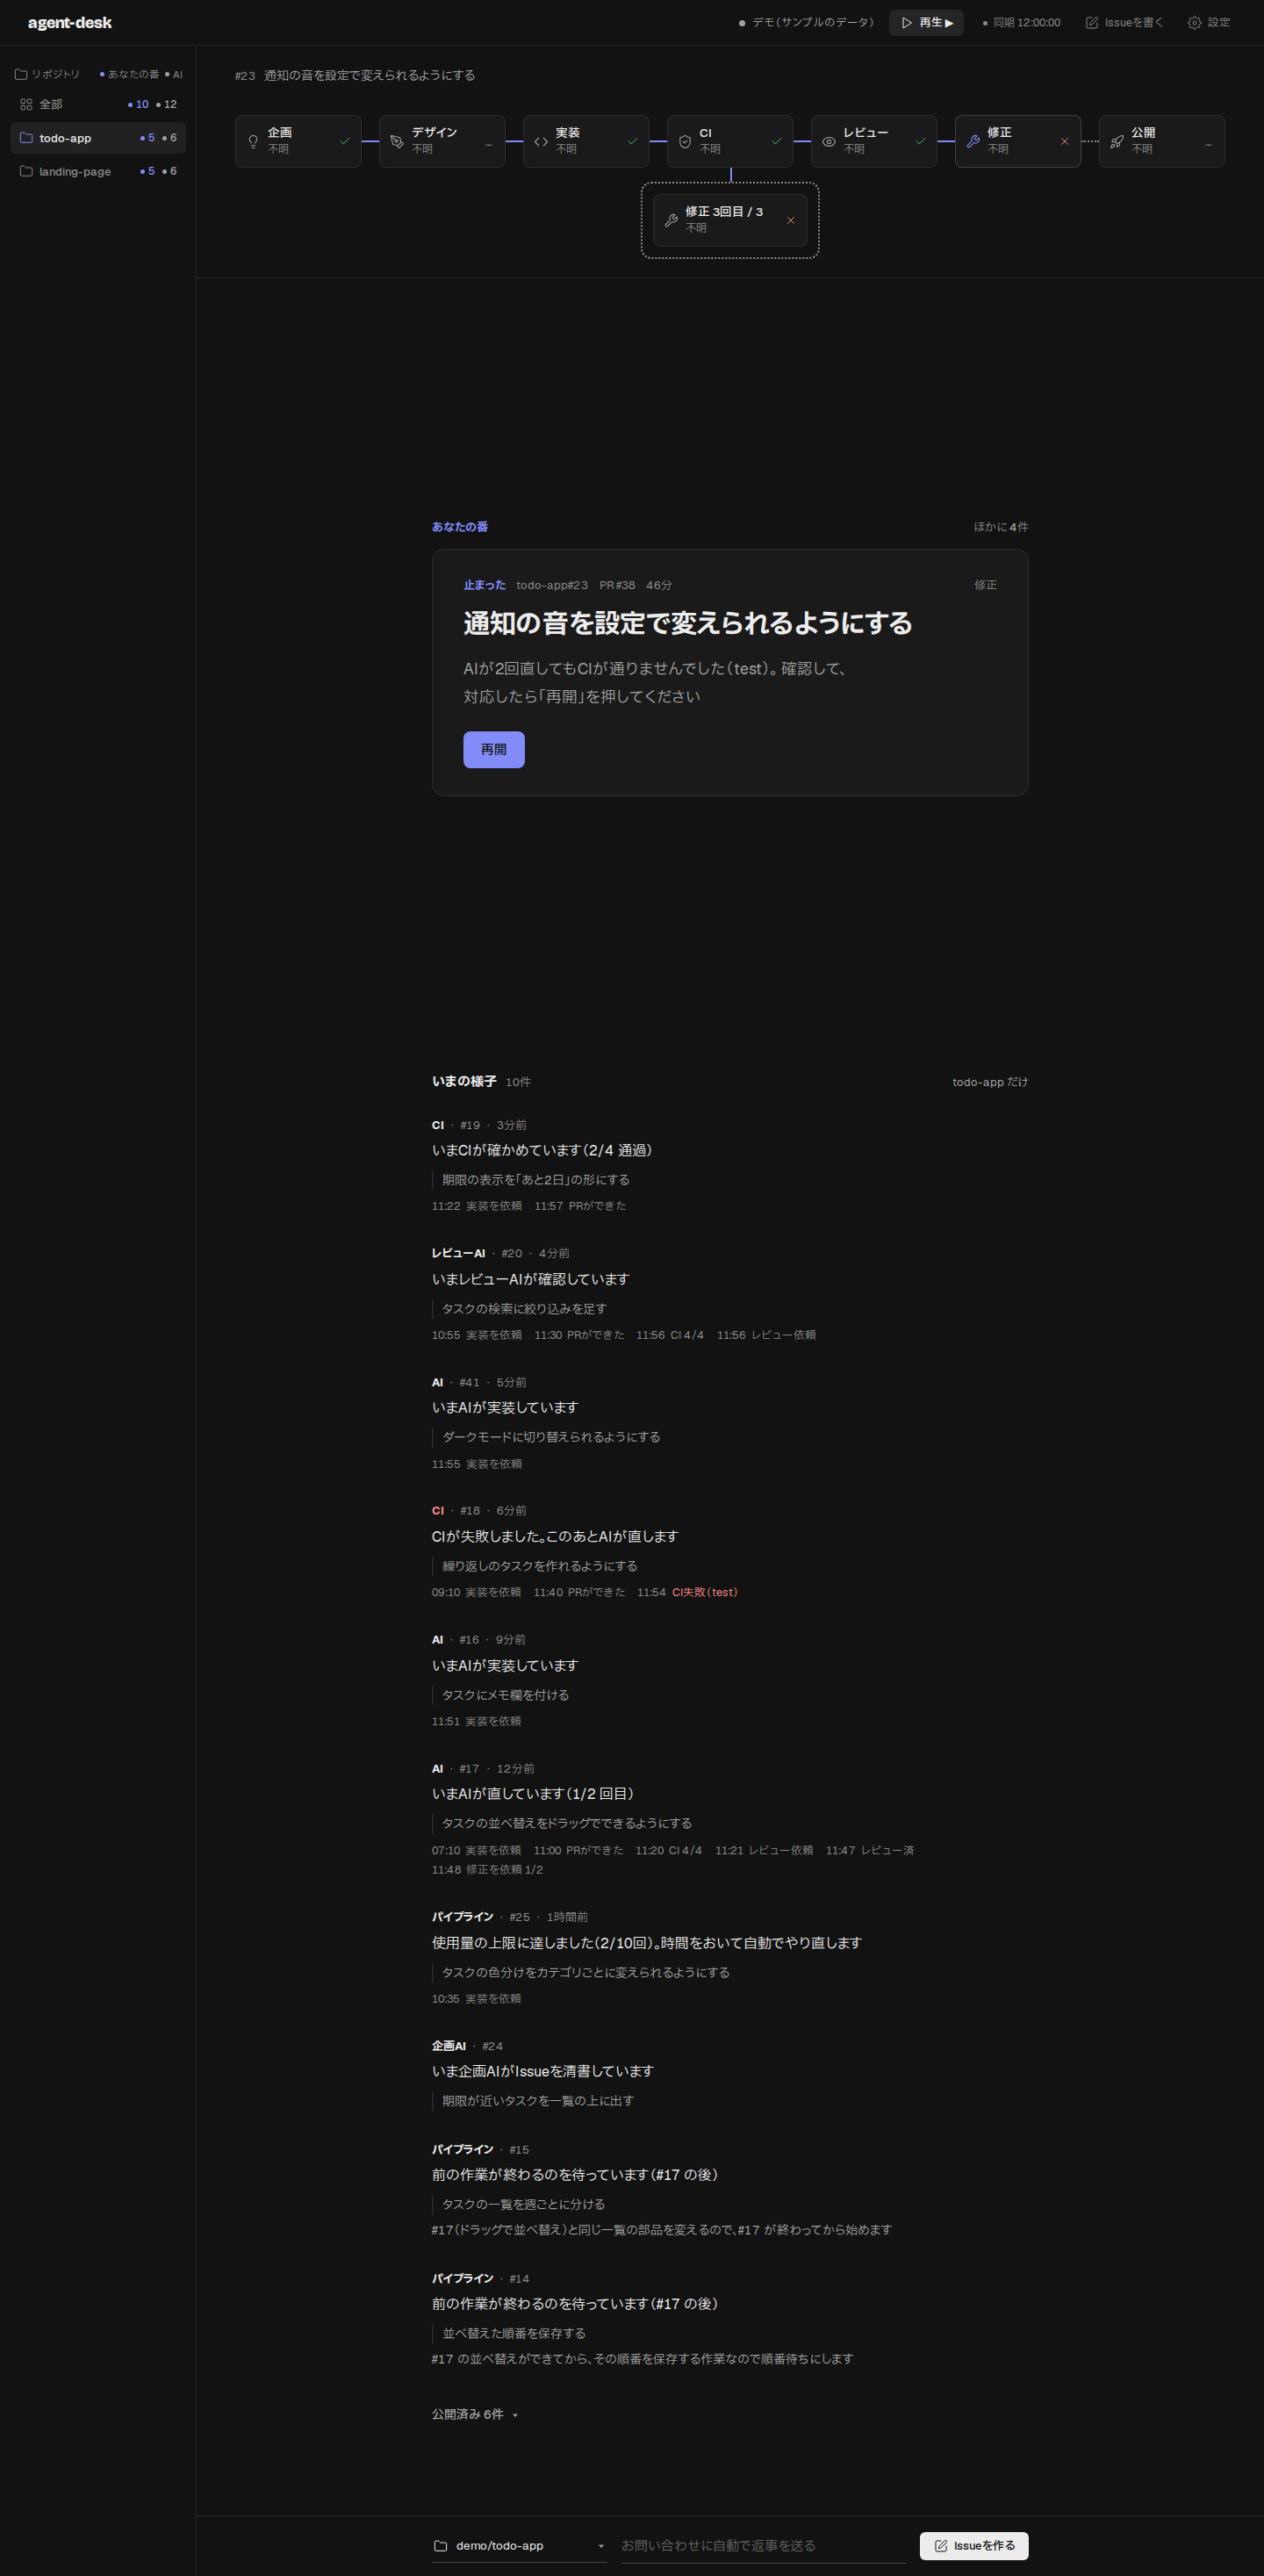 agent-desk
デモ（サンプルのデータ）
再生 ▶
同期 12:00:00
Issueを書く
設定
リポジトリ
あなたの番
AI
全部
10
12
todo-app
5
6
landing-page
5
6
#23 通知の音を設定で変えられるようにする
企画
不明
デザイン
不明
…
実装
不明
CI
不明
レビュー
不明
修正
不明
公開
不明
…
修正 3回目 / 3
不明
あなたの番
ほかに 4件
止まった todo-app#23 PR #38 46分
修正
通知の音を設定で変えられるようにする
AIが2回直してもCIが通りませんでした（test）。確認して、
対応したら「再開」を押してください
再開
いまの様子 10件
todo-app だけ
CI · #19 · 3分前
いまCIが確かめています（2/4 通過）
期限の表示を「あと2日」の形にする
11:22 実装を依頼 11:57 PRができた
レビューAI · #20 · 4分前
いまレビューAIが確認しています
タスクの検索に絞り込みを足す
10:55 実装を依頼 11:30 PRができた 11:56 CI 4/4 11:56 レビュー依頼
AI · #41 · 5分前
いまAIが実装しています
ダークモードに切り替えられるようにする
11:55 実装を依頼
CI · #18 · 6分前
CIが失敗しました。このあとAIが直します
繰り返しのタスクを作れるようにする
09:10 実装を依頼 11:40 PRができた 11:54 CI失敗（test）
AI · #16 · 9分前
いまAIが実装しています
タスクにメモ欄を付ける
11:51 実装を依頼
AI · #17 · 12分前
いまAIが直しています（1/2 回目）
タスクの並べ替えをドラッグでできるようにする
07:10 実装を依頼 11:00 PRができた 11:20 CI 4/4 11:21 レビュー依頼 11:47 レビュー済
11:48 修正を依頼 1/2
パイプライン · #25 · 1時間前
使用量の上限に達しました（2/10回）。時間をおいて自動でやり直します
タスクの色分けをカテゴリごとに変えられるようにする
10:35 実装を依頼
企画AI · #24
いま企画AIがIssueを清書しています
期限が近いタスクを一覧の上に出す
パイプライン · #15
前の作業が終わるのを待っています（#17 の後）
タスクの一覧を週ごとに分ける
#17（ドラッグで並べ替え）と同じ一覧の部品を変えるので、#17 が終わってから始めます
パイプライン · #14
前の作業が終わるのを待っています（#17 の後）
並べ替えた順番を保存する
#17 の並べ替えができてから、その順番を保存する作業なので順番待ちにします
公開済み 6件
demo/todo-app
お問い合わせに自動で返事を送る
Issueを作る